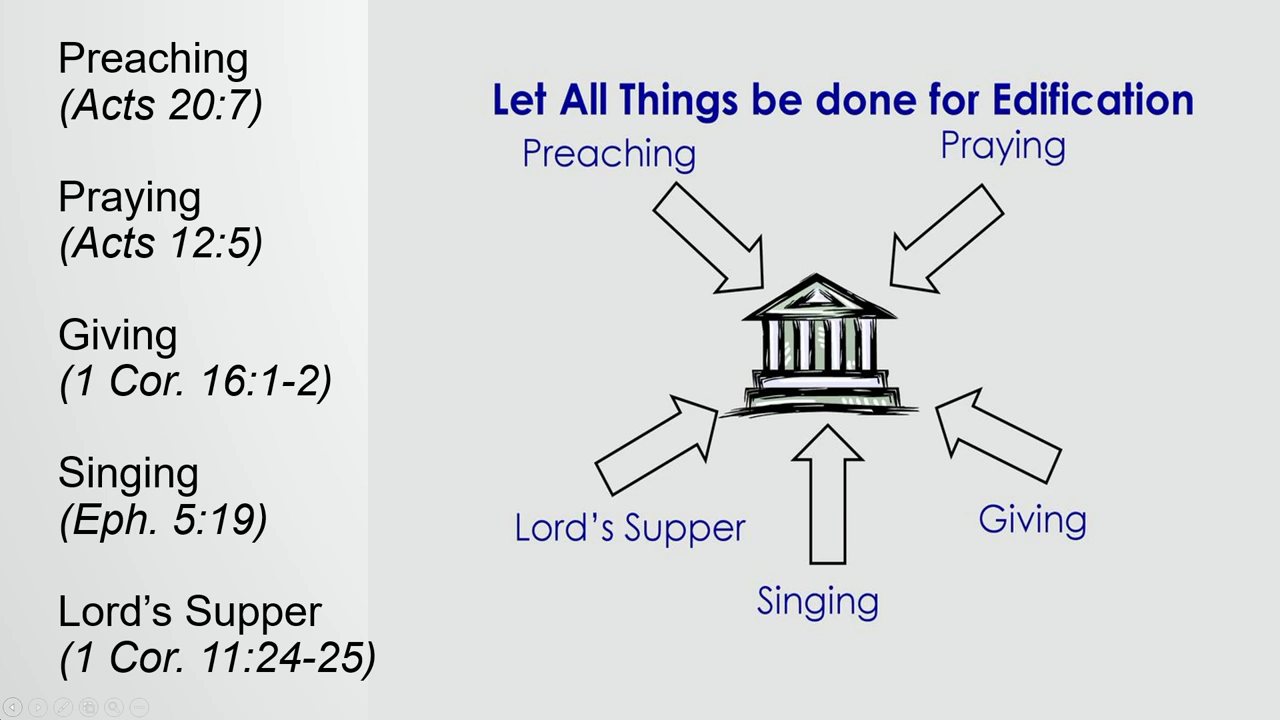 Preaching
(Acts 20:7)
Praying
(Acts 12:5)
Giving
(1 Cor. 16:1-2)
Singing
(Eph. 5:19)
Lord’s Supper
(1 Cor. 11:24-25)
Let All Things be done for Edification
Preaching
Praying
Lord’s Supper
Giving
Singing